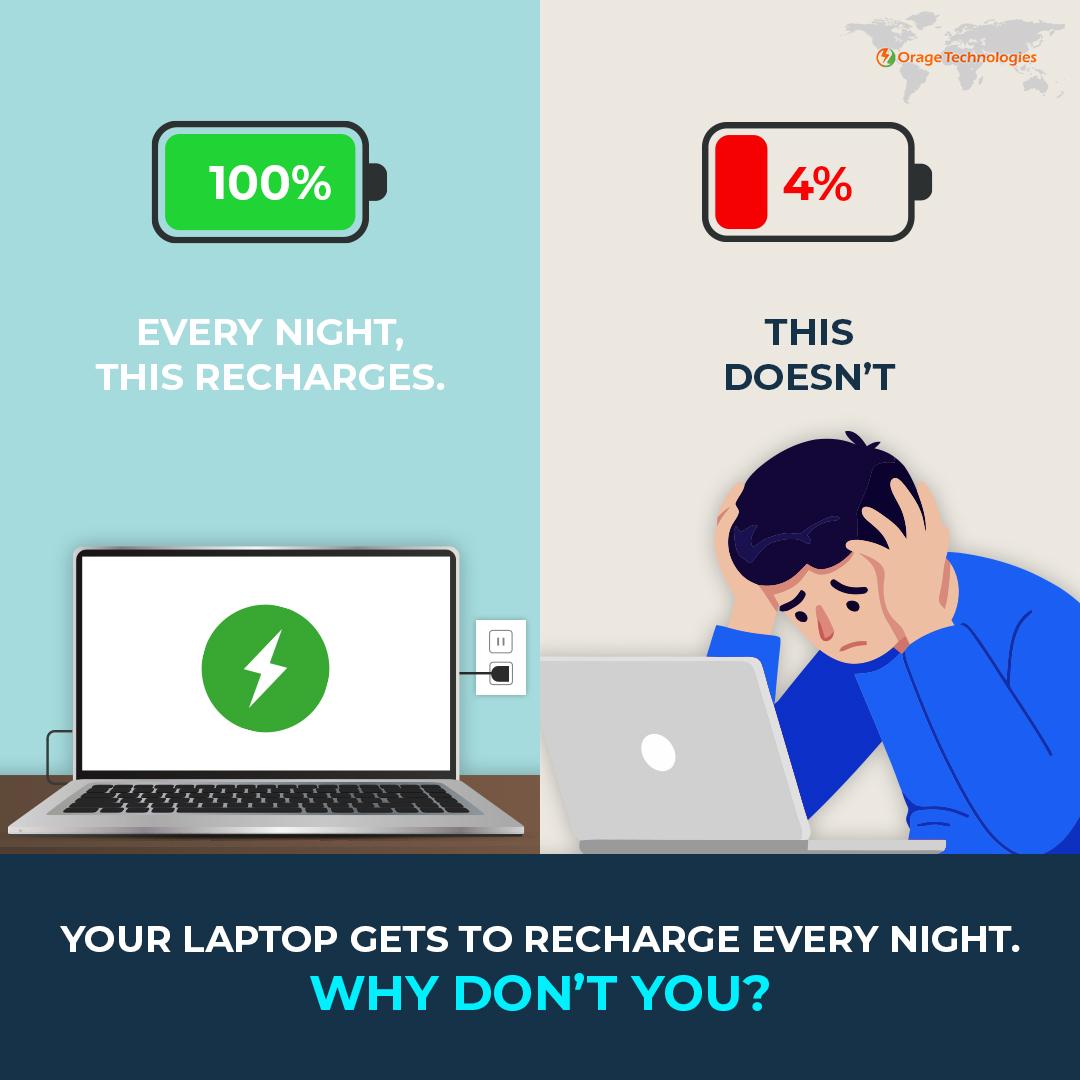 Orage Technologies
100%
4%
EVERY NIGHT,
THIS RECHARGES.
THIS
DOESN’T
YOUR LAPTOP GETS TO RECHARGE EVERY NIGHT.
WHY DON’T YOU?